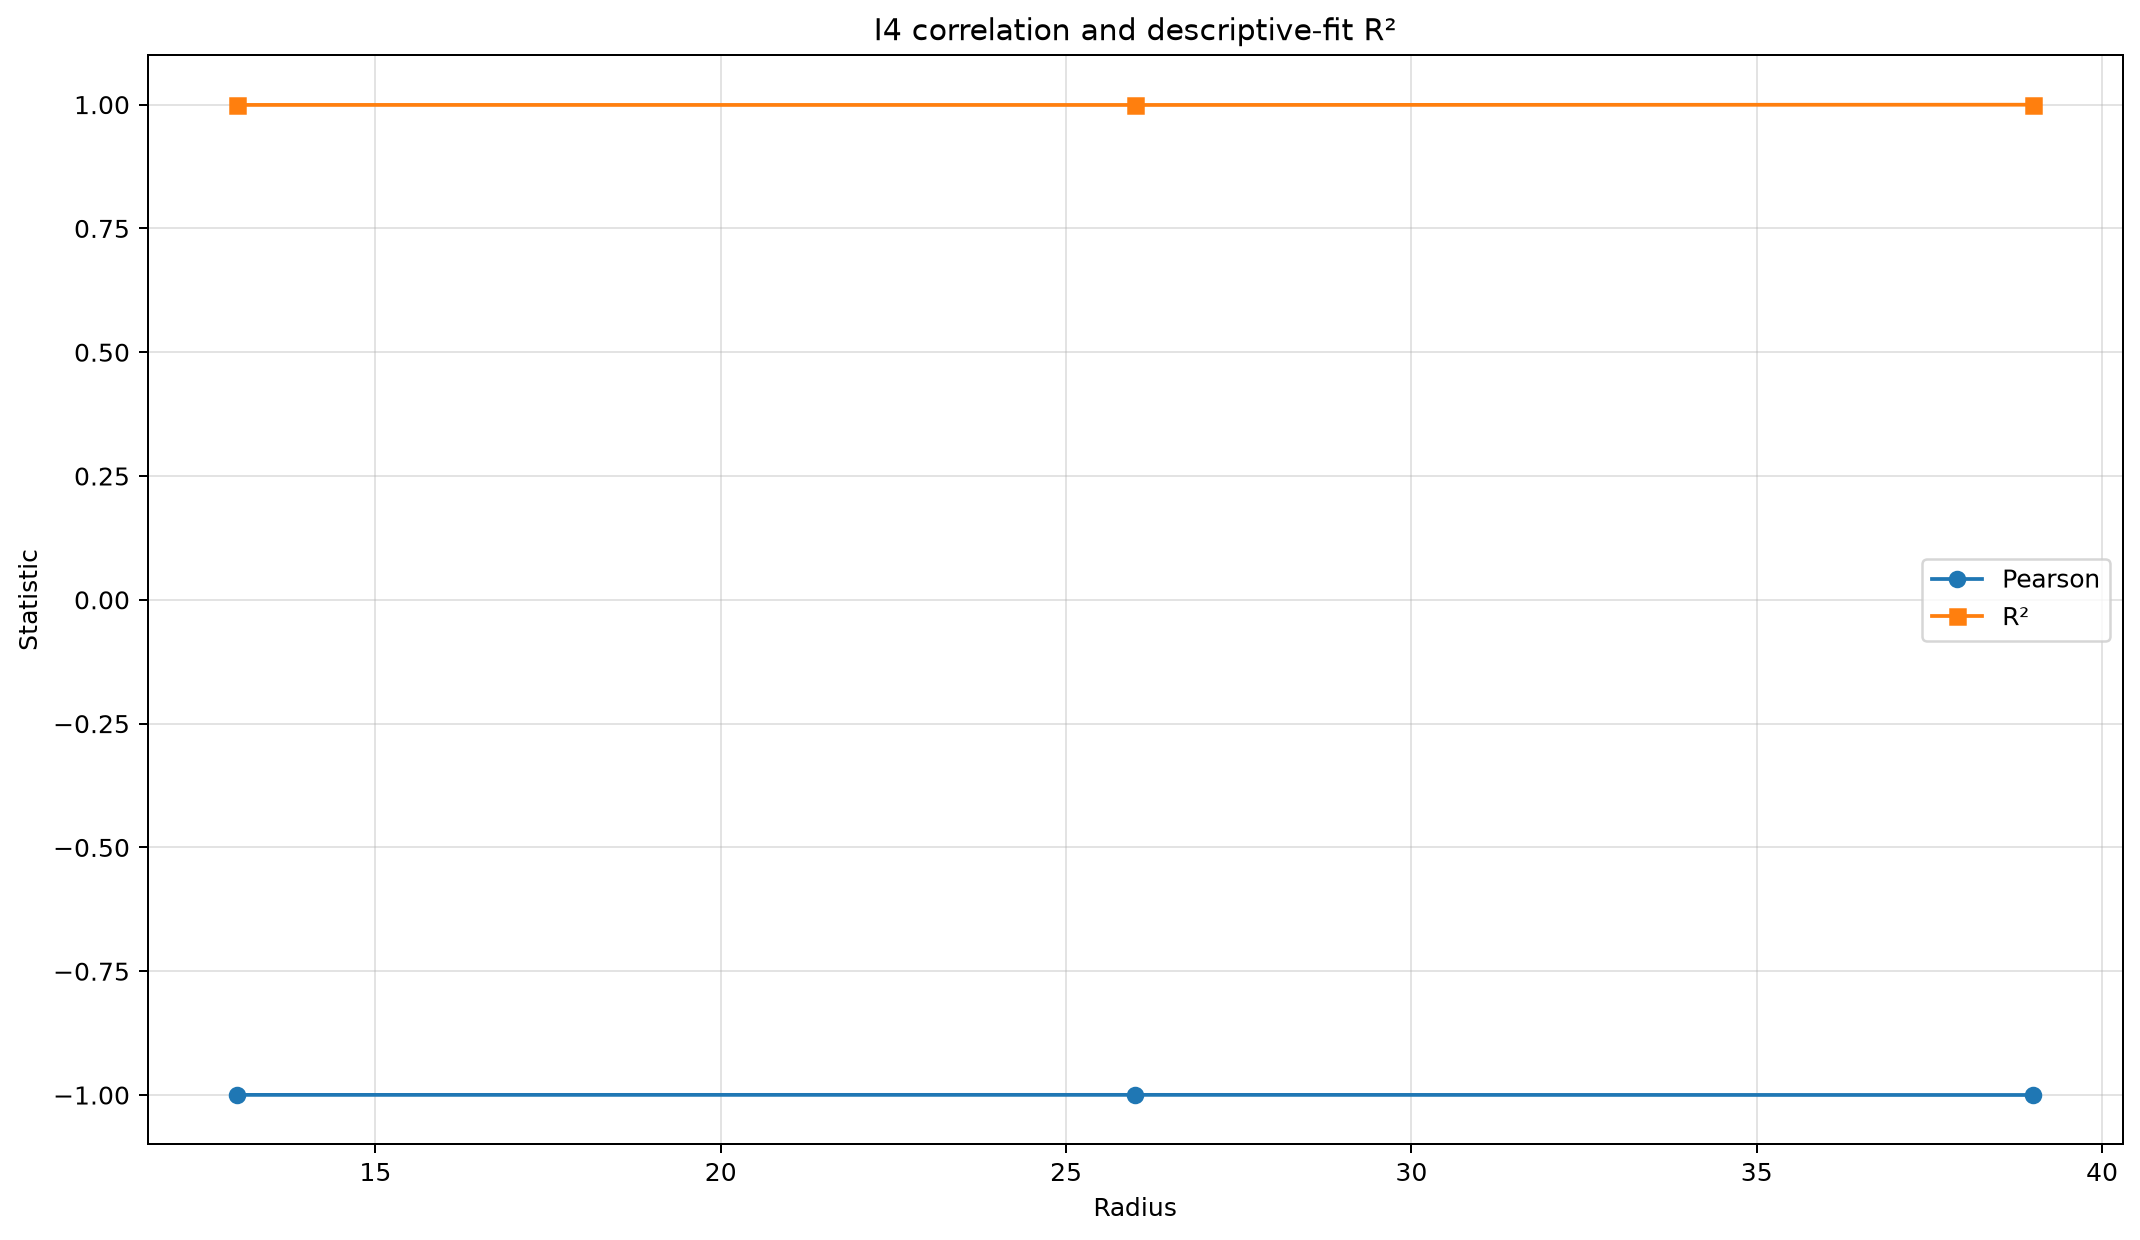 I4 correlation and descriptive-fit R²
1.00
0.75
0.50
0.25
0.00
−0.25
−0.50
−0.75
−1.00
Statistic
Pearson
R²
15 20 25 30 35 40
Radius